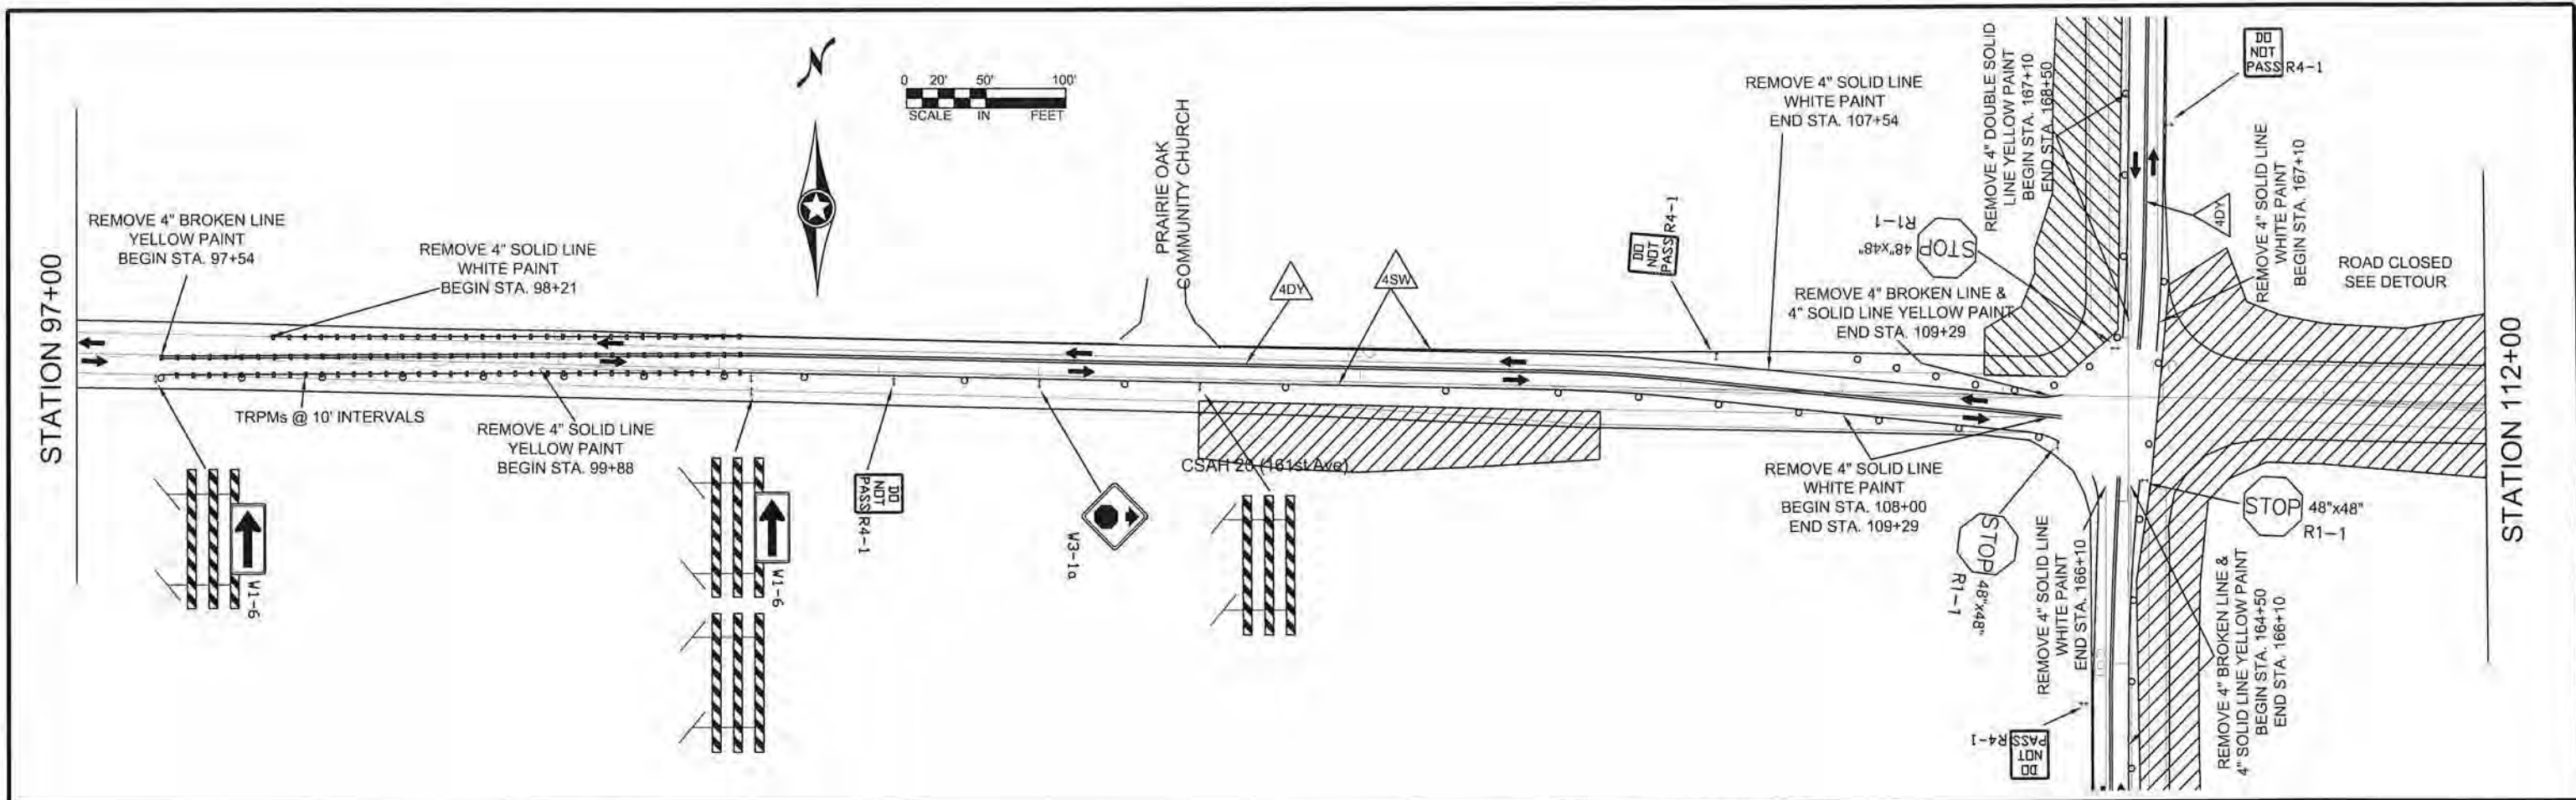 STATION 97+00
REMOVE 4" BROKEN LINE
YELLOW PAINT
BEGIN STA. 97+54
REMOVE 4" SOLID LINE
WHITE PAINT
BEGIN STA. 98+21
TRPMs @ 10' INTERVALS
REMOVE 4" SOLID LINE
YELLOW PAINT
BEGIN STA. 99+88
W1-6
W1-6
N
0 20' 50' 100'
SCALE IN FEET
DO
NOT
PASS
R4-1
W3-1a
PRAIRIE OAK
COMMUNITY CHURCH
4DY
4SW
CSAH 20 (161st Ave)
DO
NOT
PASS
R4-1
REMOVE 4" SOLID LINE
WHITE PAINT
END STA. 107+54
REMOVE 4" BROKEN LINE &
4" SOLID LINE YELLOW PAINT
END STA. 109+29
REMOVE 4" SOLID LINE
WHITE PAINT
BEGIN STA. 108+00
END STA. 109+29
STOP
48"x48"
R1-1
REMOVE 4" DOUBLE SOLID
LINE YELLOW PAINT
BEGIN STA. 167+10
END STA. 168+50
DO
NOT
PASS
R4-1
4DY
REMOVE 4" SOLID LINE
WHITE PAINT
BEGIN STA. 167+10
ROAD CLOSED
SEE DETOUR
STOP
48"x48"
R1-1
STOP
48"x48"
R1-1
REMOVE 4" SOLID LINE
WHITE PAINT
END STA. 166+10
DO
NOT
PASS
R4-1
REMOVE 4" BROKEN LINE &
4" SOLID LINE YELLOW PAINT
BEGIN STA. 164+50
END STA. 166+10
STATION 112+00